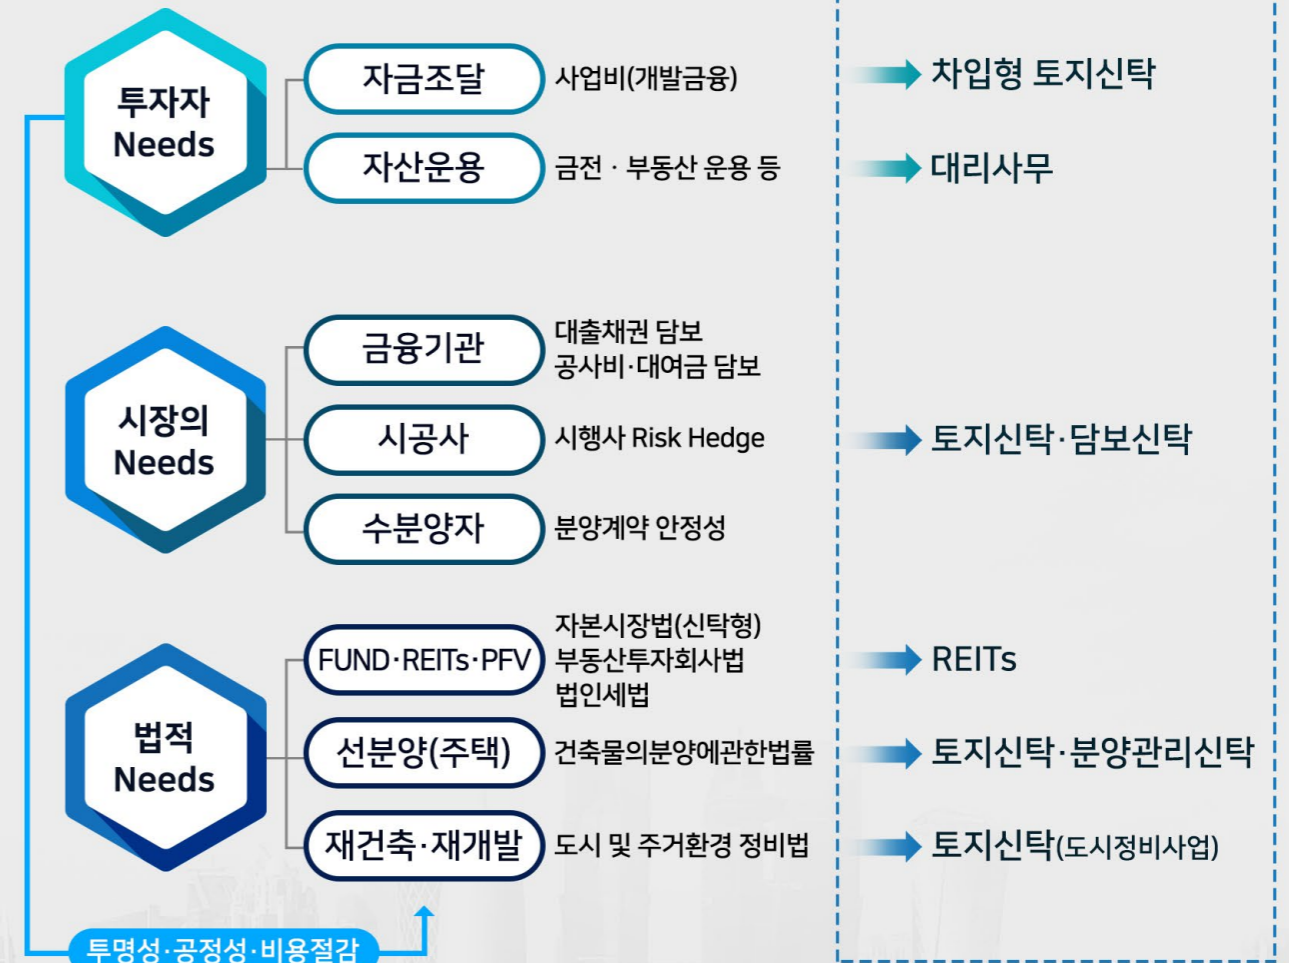 투자자
Needs
자금조달
사업비(개발금융)
차입형 토지신탁
자산운용
금전 · 부동산 운용 등
대리사무
시장의
Needs
금융기관
대출채권 담보
공사비·대여금 담보
시공사
시행사 Risk Hedge
토지신탁·담보신탁
수분양자
분양계약 안정성
법적
Needs
FUND·REITs·PFV
자본시장법(신탁형)
부동산투자회사법
법인세법
REITs
선분양(주택)
건축물의분양에관한법률
토지신탁·분양관리신탁
재건축·재개발
도시 및 주거환경 정비법
토지신탁(도시정비사업)
투명성·공정성·비용절감